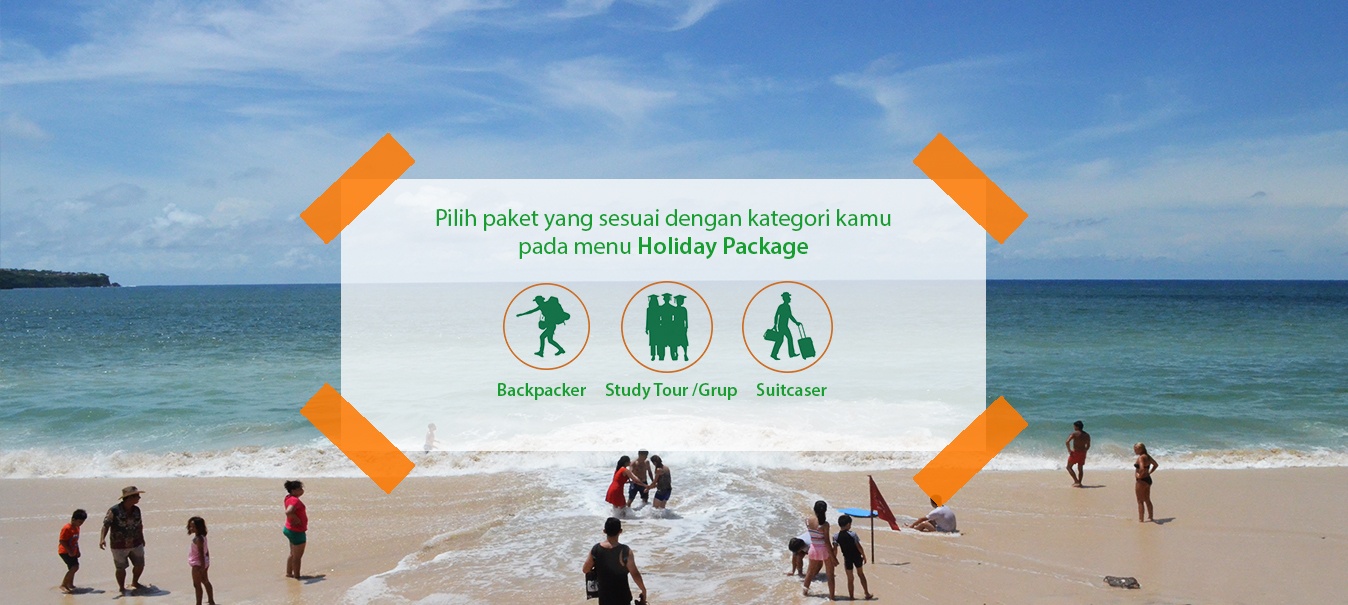 Pilih paket yang sesuai dengan kategori kamu
pada menu Holiday Package
Backpacker Study Tour /Grup Suitcaser